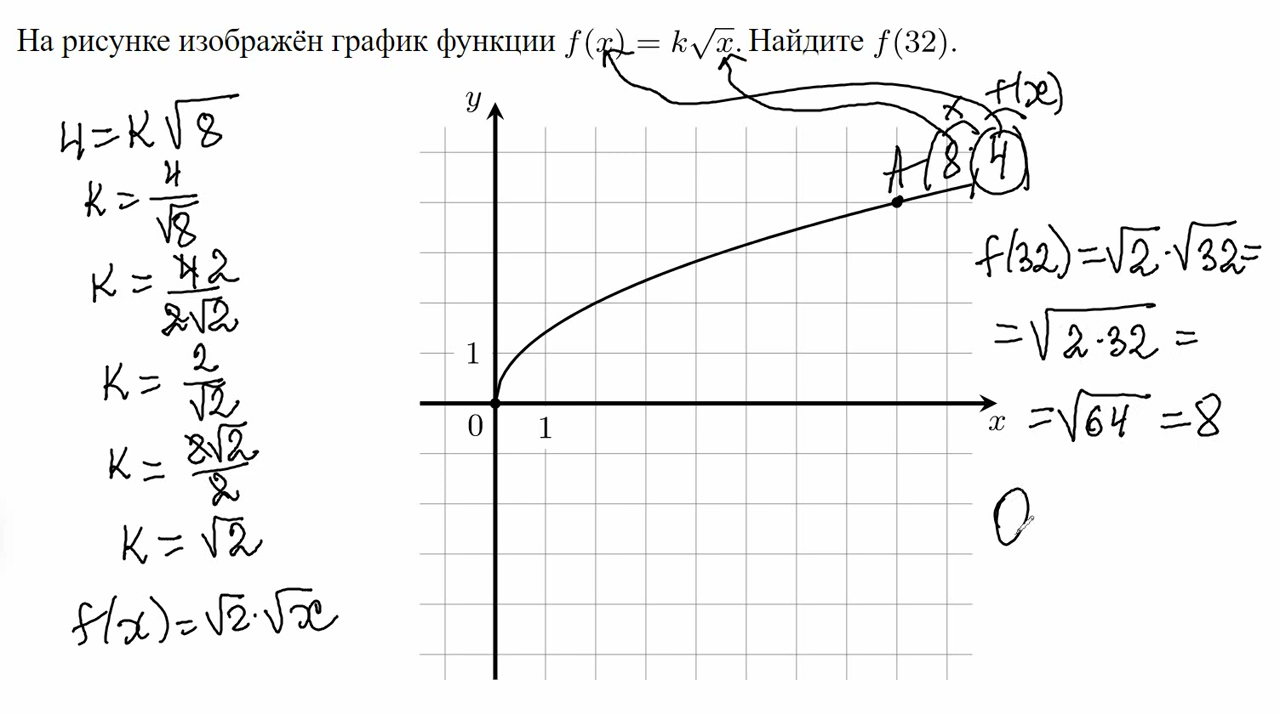 На рисунке изображён график функции f(x) = k√x. Найдите f(32).
4 = K√8
K = 4/√8
K = 4 2/2√2
K = 2/√2
K = 2√2/2
K = √2
f(x) = √2·√x
y
x f(x)
A (8; 4)
1
0 1 x
f(32) = √2·√32 =
= √2·32 =
= √64 = 8
О